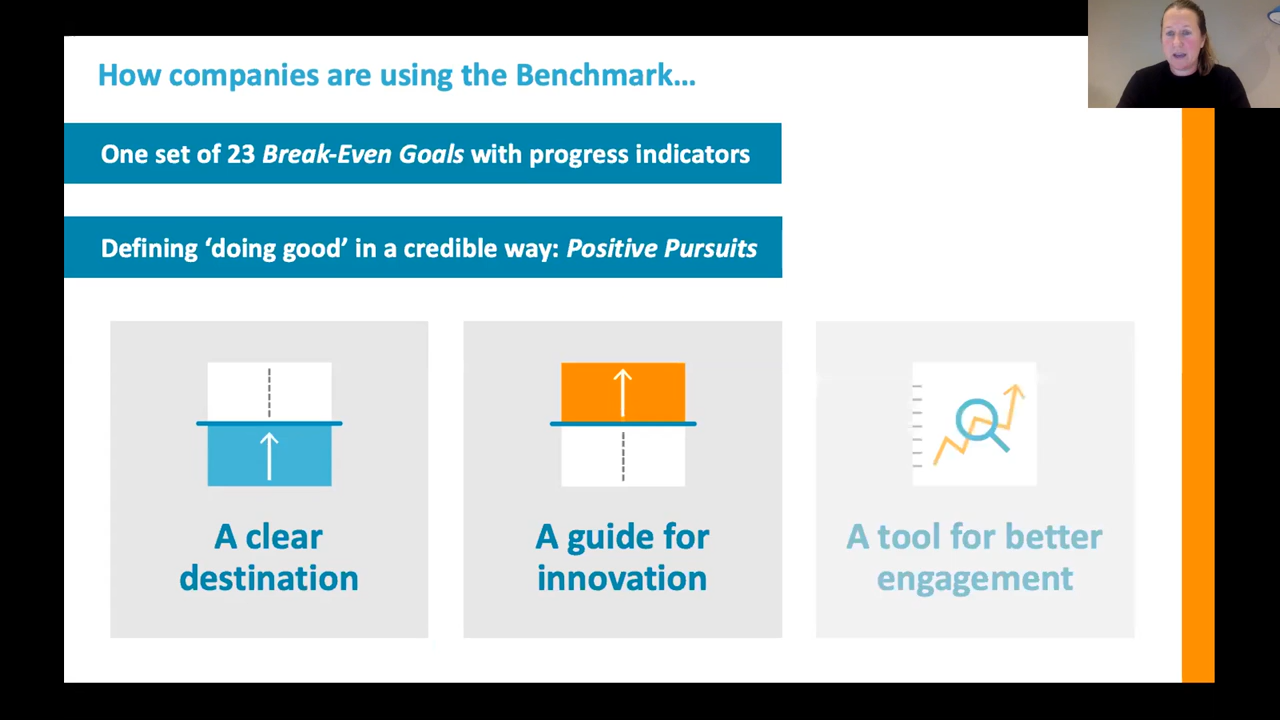 How companies are using the Benchmark...
One set of 23 Break-Even Goals with progress indicators
Defining ‘doing good’ in a credible way: Positive Pursuits
A clear
destination
A guide for
innovation
A tool for better
engagement